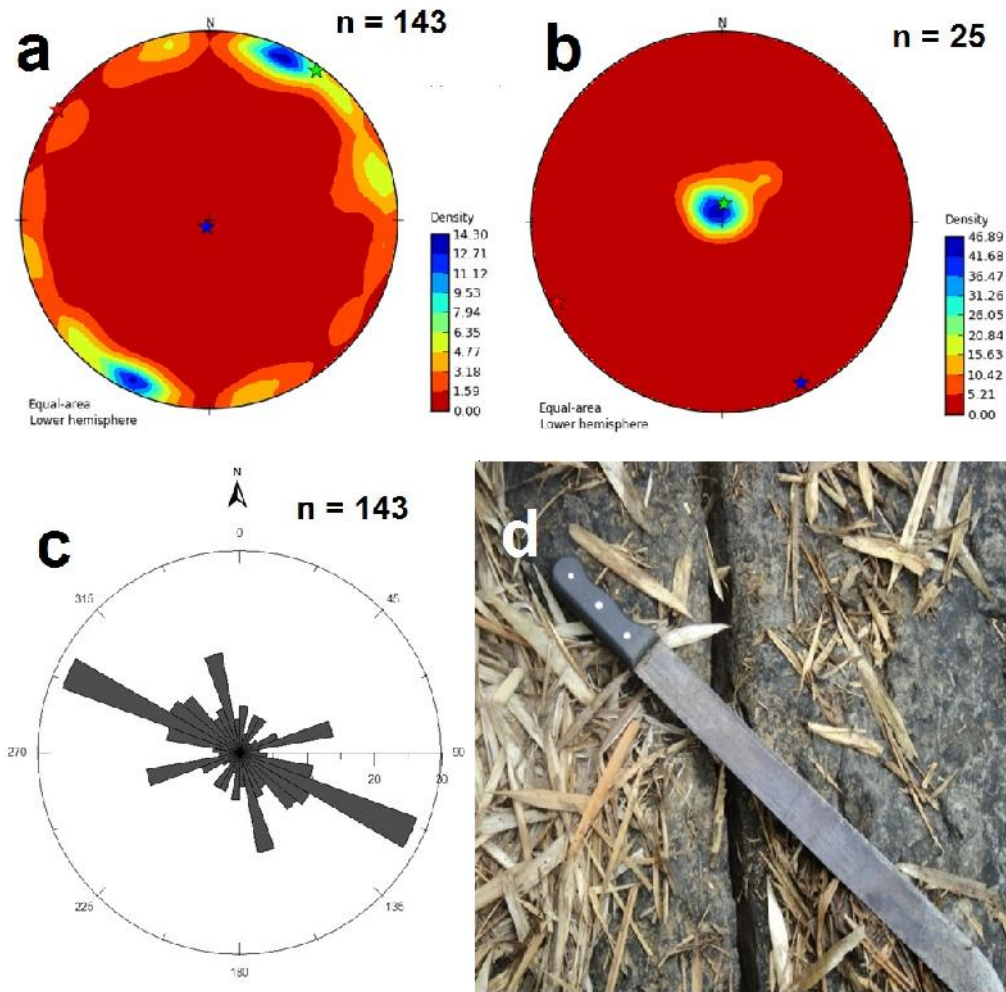 a
N
n = 143
Density
14.30
12.71
11.12
9.53
7.94
6.35
4.77
3.18
1.59
0.00
Equal-area
Lower hemisphere
b
N
n = 25
Density
46.89
41.68
36.47
31.26
26.05
20.84
15.63
10.42
5.21
0.00
Equal-area
Lower hemisphere
c
N
n = 143
0
45
90
135
180
225
270
315
20
d